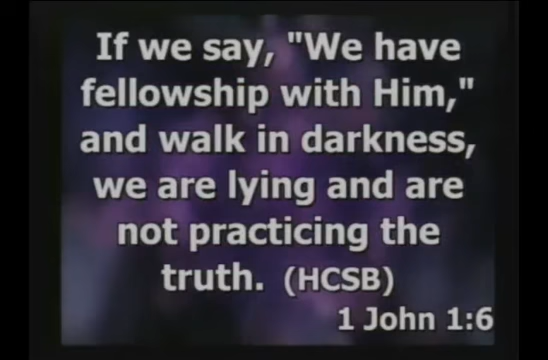 If we say, "We have
fellowship with Him,"
and walk in darkness,
we are lying and are
not practicing the
truth. (HCSB)
1 John 1:6